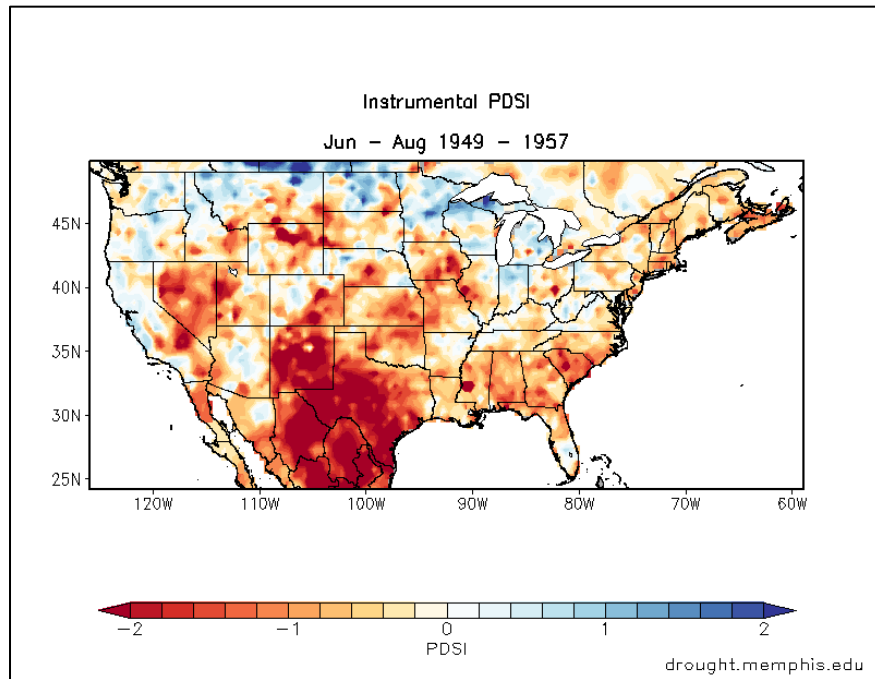 Instrumental PDSI
Jun - Aug 1949 - 1957
45N
40N
35N
30N
25N
120W 110W 100W 90W 80W 70W 60W
-2 -1 0 1 2
PDSI
drought.memphis.edu